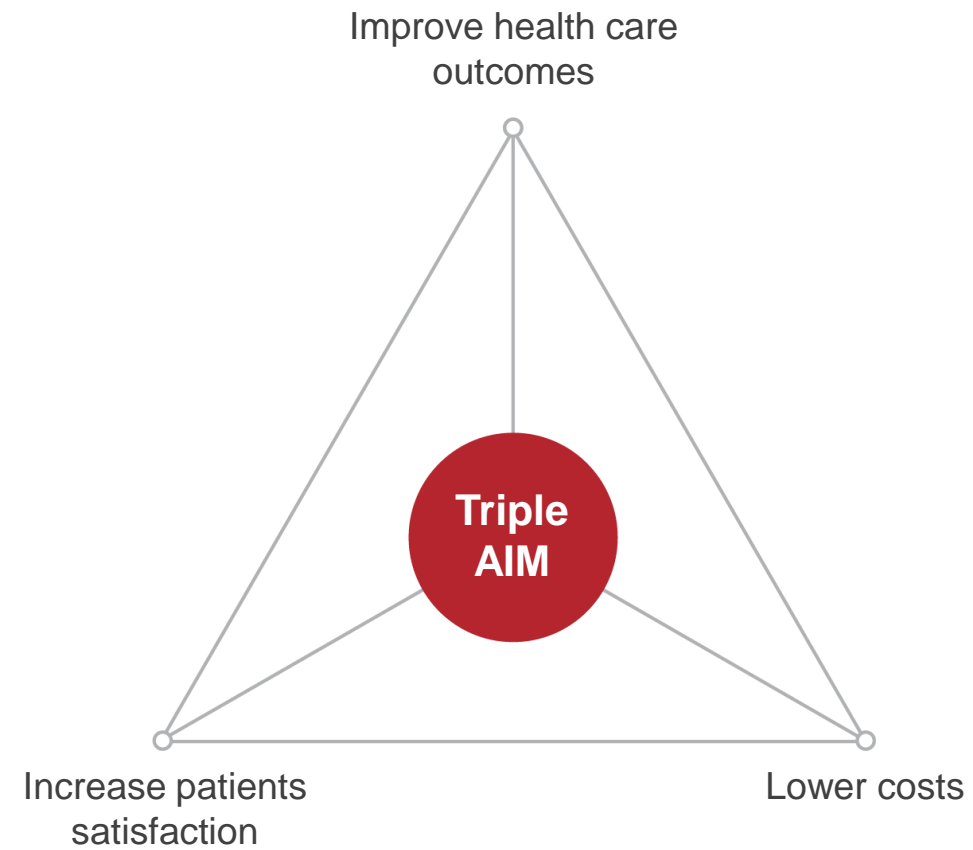 Improve health care
outcomes
Triple
AIM
Increase patients
satisfaction
Lower costs